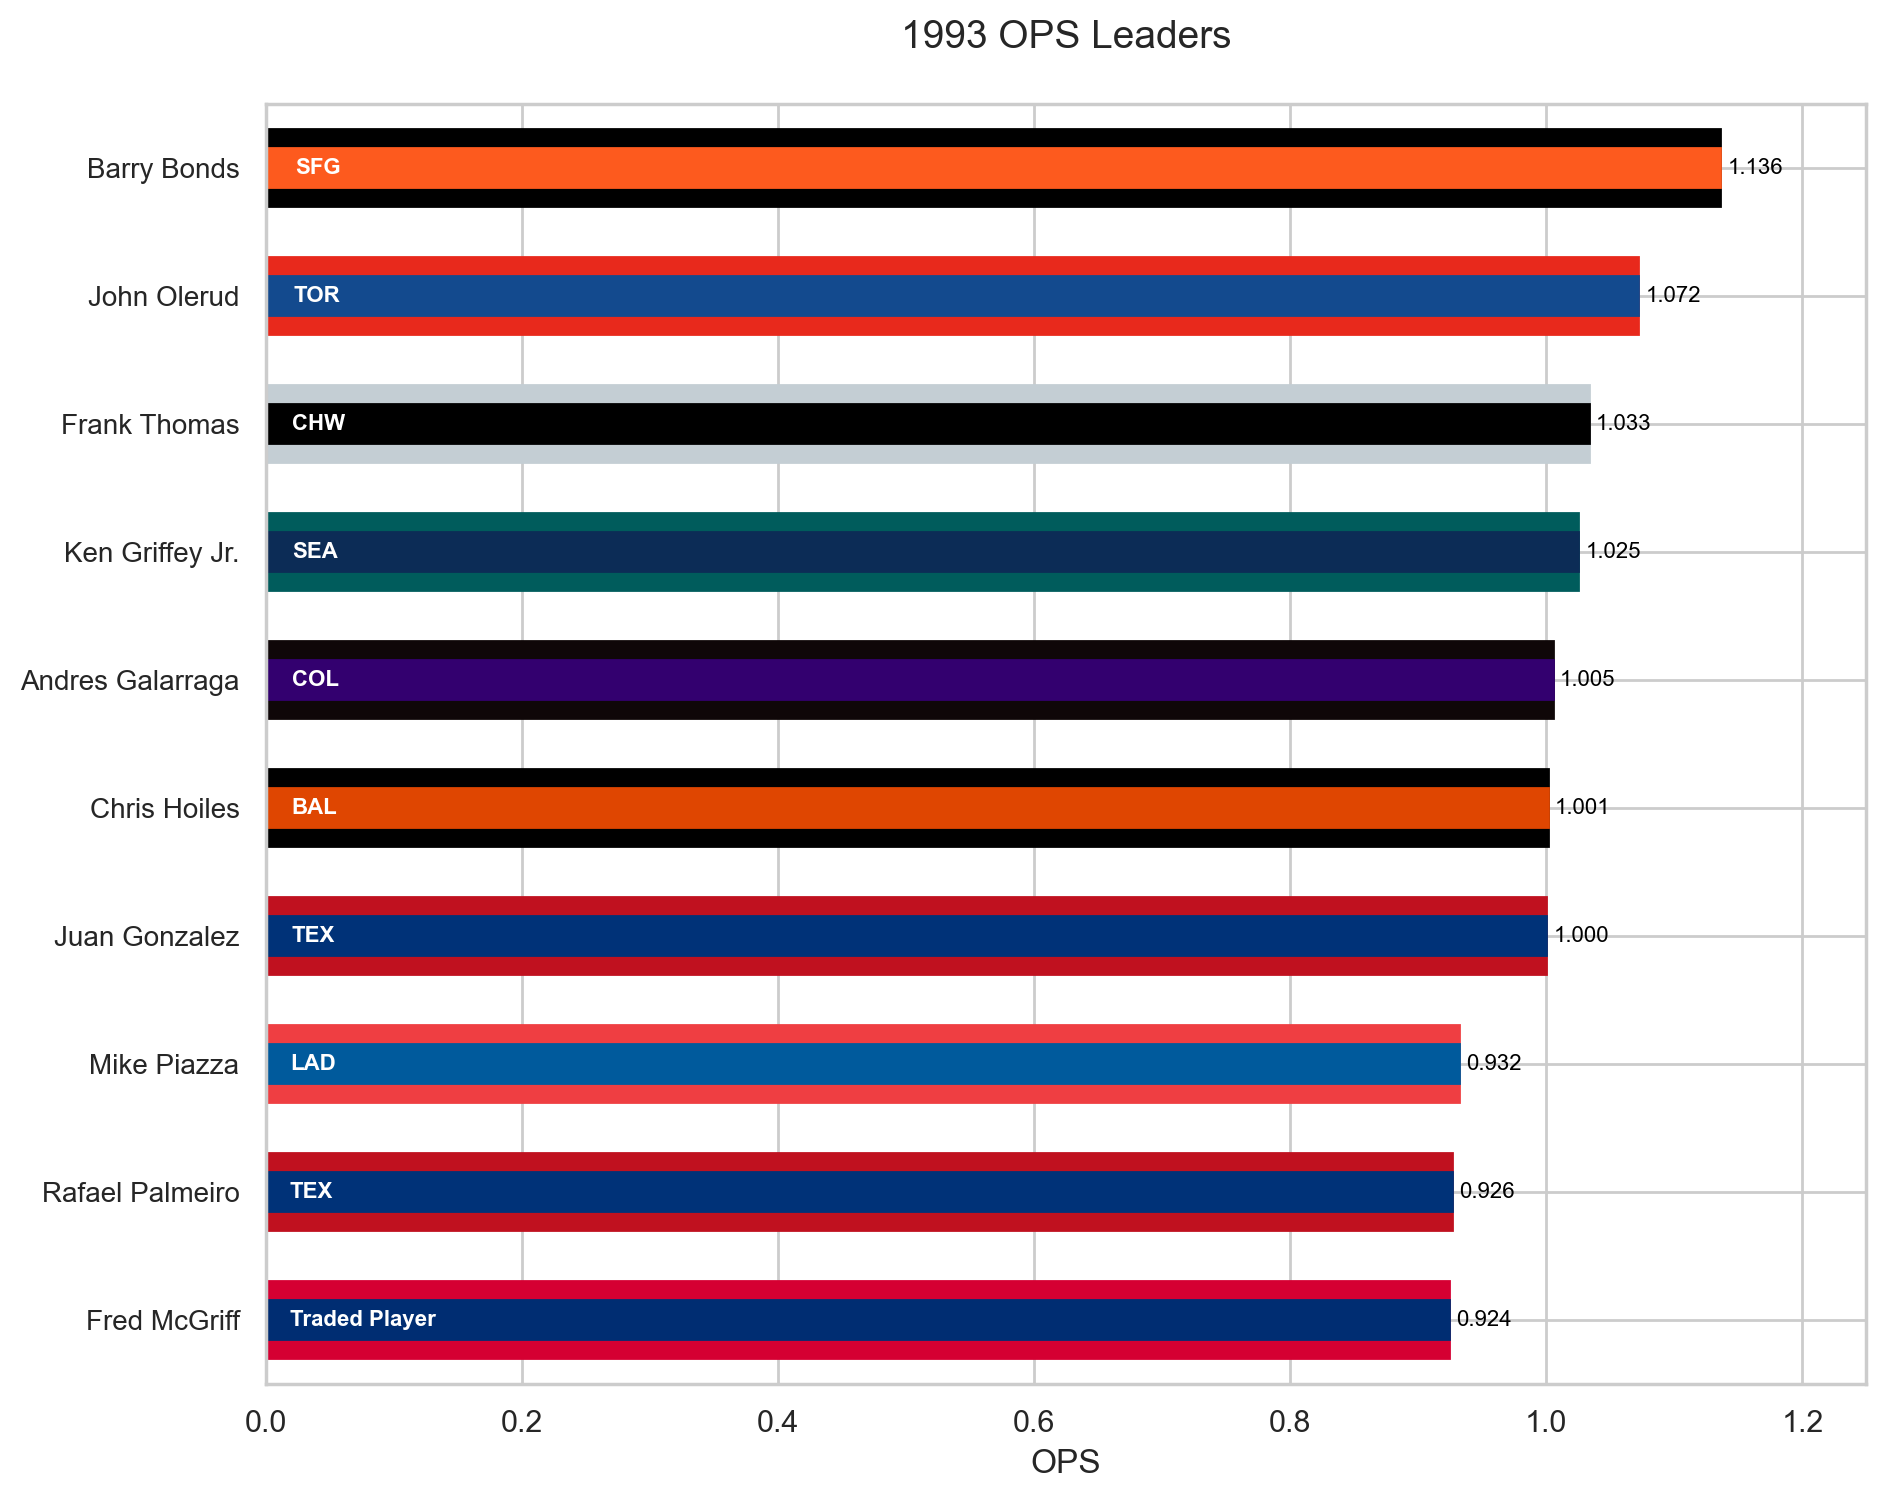 1993 OPS Leaders
Barry Bonds SFG 1.136
John Olerud TOR 1.072
Frank Thomas CHW 1.033
Ken Griffey Jr. SEA 1.025
Andres Galarraga COL 1.005
Chris Hoiles BAL 1.001
Juan Gonzalez TEX 1.000
Mike Piazza LAD 0.932
Rafael Palmeiro TEX 0.926
Fred McGriff Traded Player 0.924
0.0 0.2 0.4 0.6 0.8 1.0 1.2
OPS